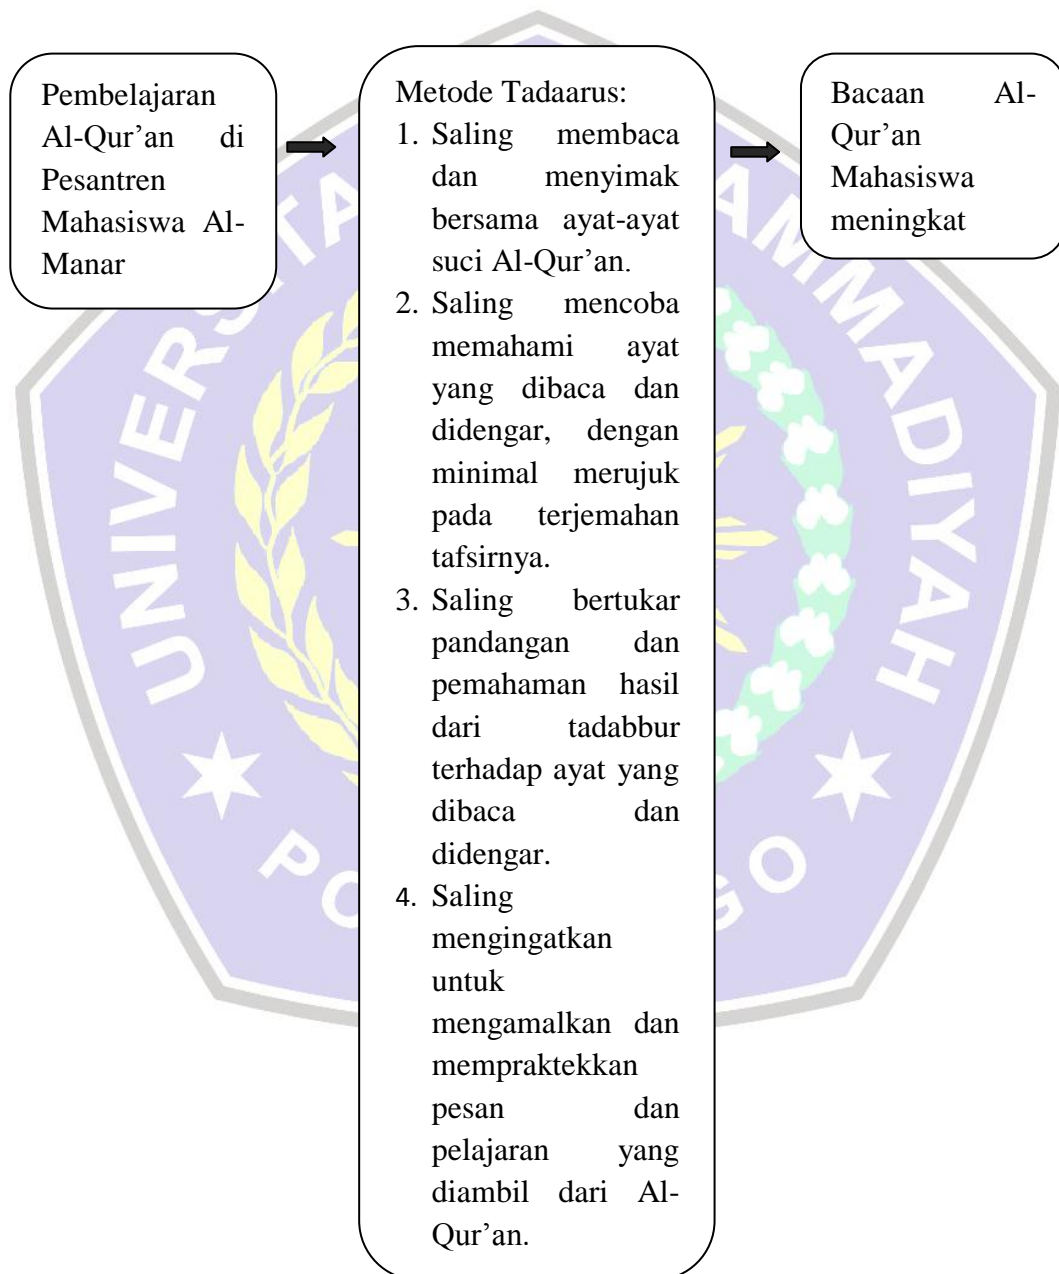 Pembelajaran
Al-Qur’an di
Pesantren
Mahasiswa Al-
Manar
Metode Tadaarus:
1. Saling membaca
dan menyimak
bersama ayat-ayat
suci Al-Qur’an.
2. Saling mencoba
memahami ayat
yang dibaca dan
didengar, dengan
minimal merujuk
pada terjemahan
tafsirnya.
3. Saling bertukar
pandangan dan
pemahaman hasil
dari tadabbur
terhadap ayat yang
dibaca dan
didengar.
4. Saling
mengingatkan
untuk
mengamalkan dan
mempraktekkan
pesan dan
pelajaran yang
diambil dari Al-
Qur’an.
Bacaan Al-
Qur’an
Mahasiswa
meningkat